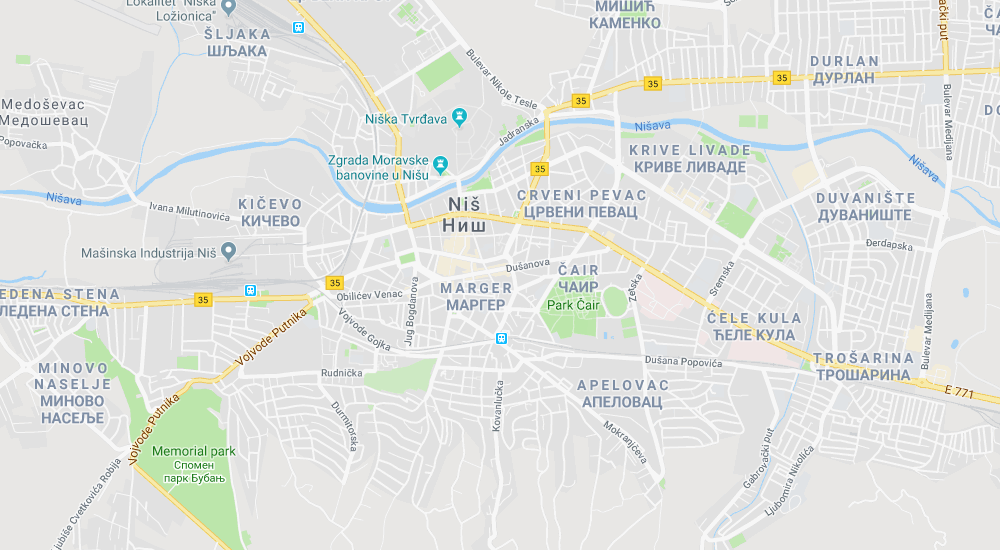 Lokalitet "Niška
Ložionica"
ŠLJAKA
ШЉАКА
МИШИЋ
КАМЕНКО
DURLAN
ДУРЛАН
Bulevar Nikole Tesle
35
35
35
Medoševac
Медошевац
Popovačka
Niška Tvrđava
Jadranska
Nišava
Bulevar Medijana
Zgrada Moravske
banovine u Nišu
35
KRIVE LIVADE
КРИВЕ ЛИВАДЕ
Nišava
Nišava
Ivana Milutinovića
KIČEVO
КИЧЕВО
Niš
Ниш
CRVENI PEVAC
ЦРВЕНИ ПЕВАЦ
DUVANIŠTE
ДУВАНИШТЕ
Đerdapska
Mašinska Industrija Niš
Dušanova
ČAIR
ЧАИР
Sremska
EDENA STENA
ЛЕДЕНА СТЕНА
35
35
Obilićev Venac
Jug Bogdanova
MARGER
МАРГЕР
Park Čair
Zetska
Bulevar Medijana
Vojvode Putnika
Vojvode Gojka
ĆELE KULA
ЋЕЛЕ КУЛА
Dušana Popovića
TROŠARINA
ТРОШАРИНА
E 771
MINOVO
NASELJE
МИНОВО
НАСЕЉЕ
Rudnička
Durmitorska
Kovanlučka
APELOVAC
АПЕЛОВАЦ
Mokranjčeva
Vojvode Putnika
Memorial park
Спомен
парк Бубањ
Gabrovački put
Ljubomira Nikolića
Ljubiše Cvetkovića Robija